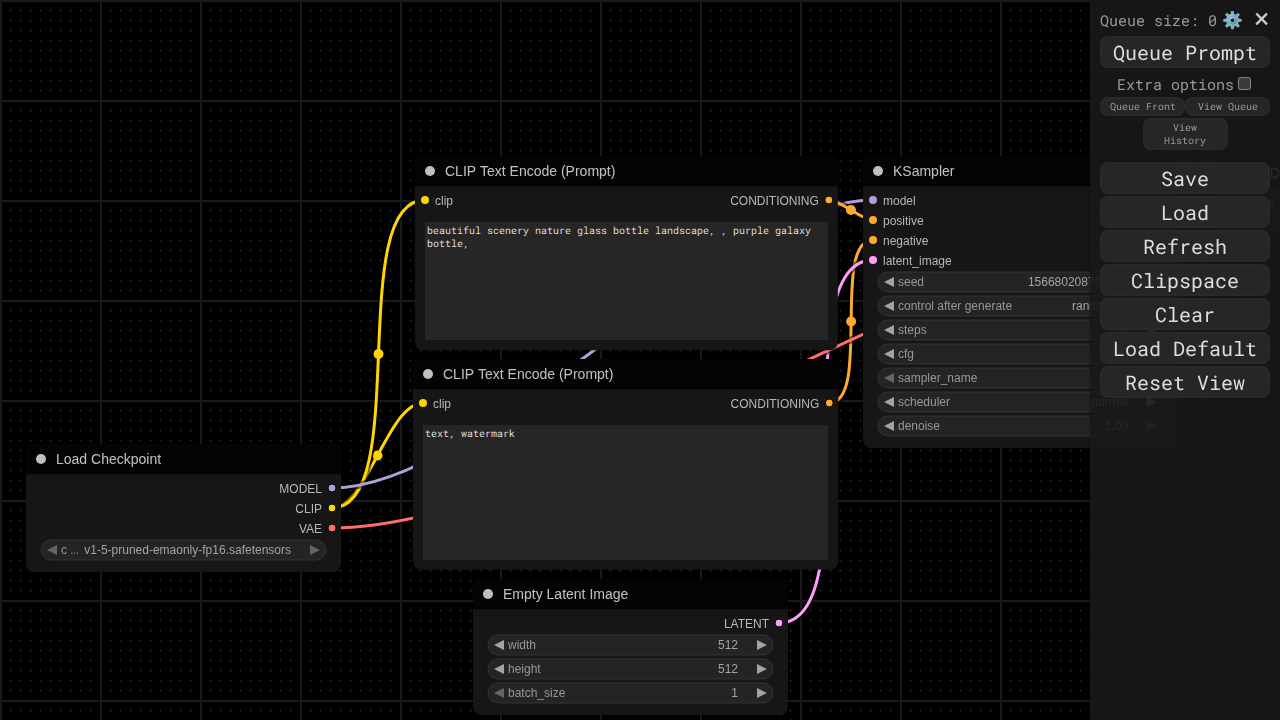 Queue size: 0
Queue Prompt
Extra options
Queue Front
View Queue
View
History
Save
Load
Refresh
Clipspace
Clear
Load Default
Reset View
CLIP Text Encode (Prompt)
clip
CONDITIONING
beautiful scenery nature glass bottle landscape, , purple galaxy
bottle,
KSampler
model
positive
negative
latent_image
seed
control after generate
steps
cfg
sampler_name
scheduler normal
denoise 1.00
CLIP Text Encode (Prompt)
clip
CONDITIONING
text, watermark
Load Checkpoint
MODEL
CLIP
VAE
c ... v1-5-pruned-emaonly-fp16.safetensors
Empty Latent Image
LATENT
width 512
height 512
batch_size 1